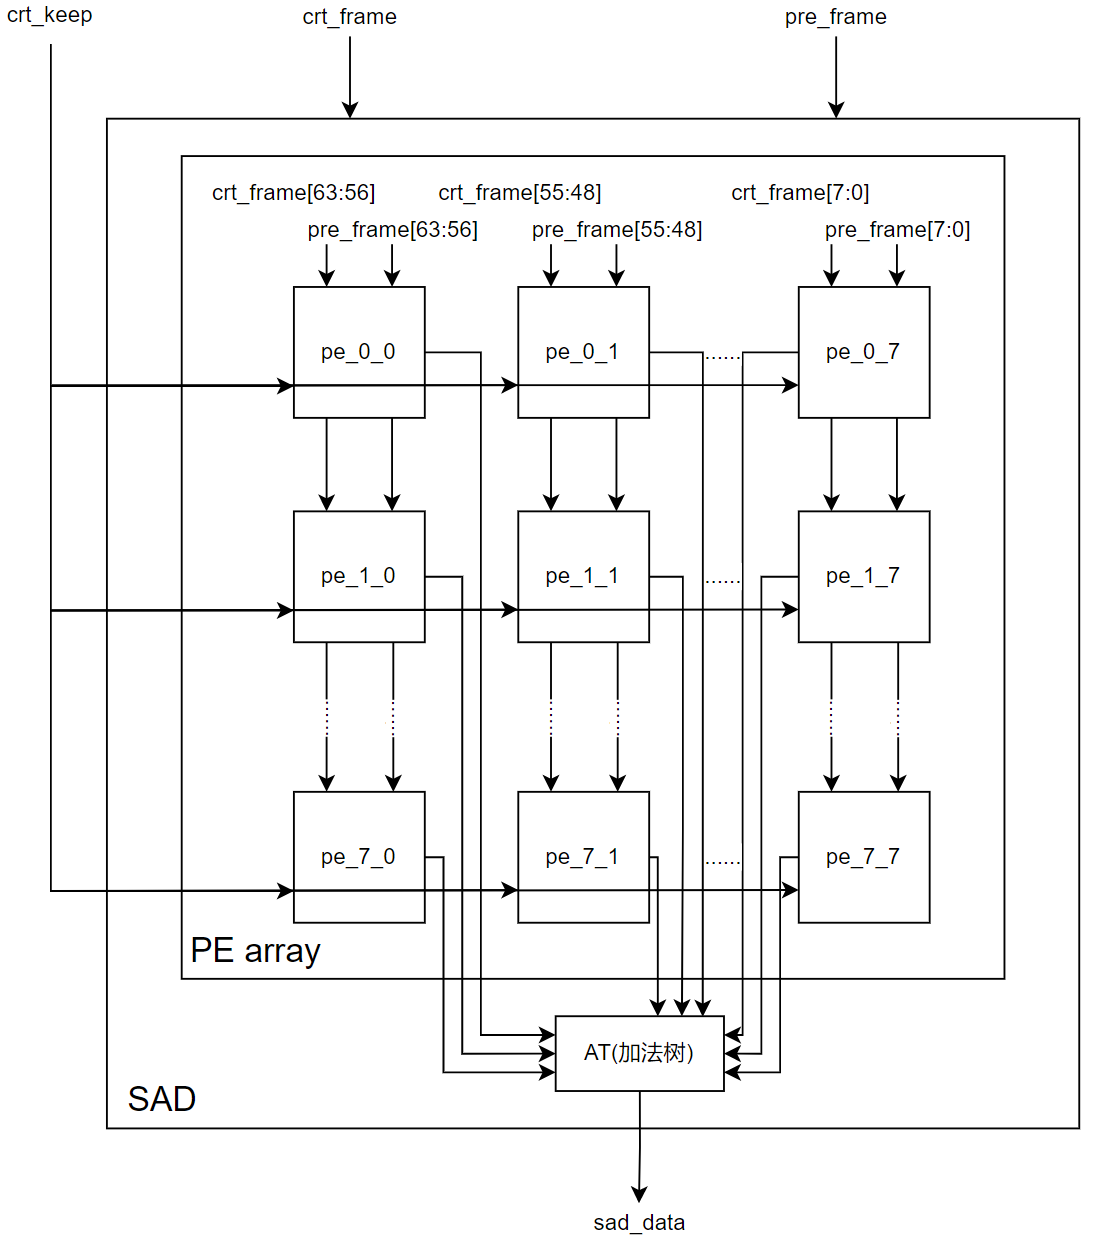 crt_keep
crt_frame
pre_frame
crt_frame[63:56]
crt_frame[55:48]
crt_frame[7:0]
pre_frame[63:56]
pre_frame[55:48]
pre_frame[7:0]
pe_0_0
pe_0_1
......
pe_0_7
pe_1_0
pe_1_1
......
pe_1_7
pe_7_0
pe_7_1
......
pe_7_7
PE array
AT(加法树)
SAD
sad_data